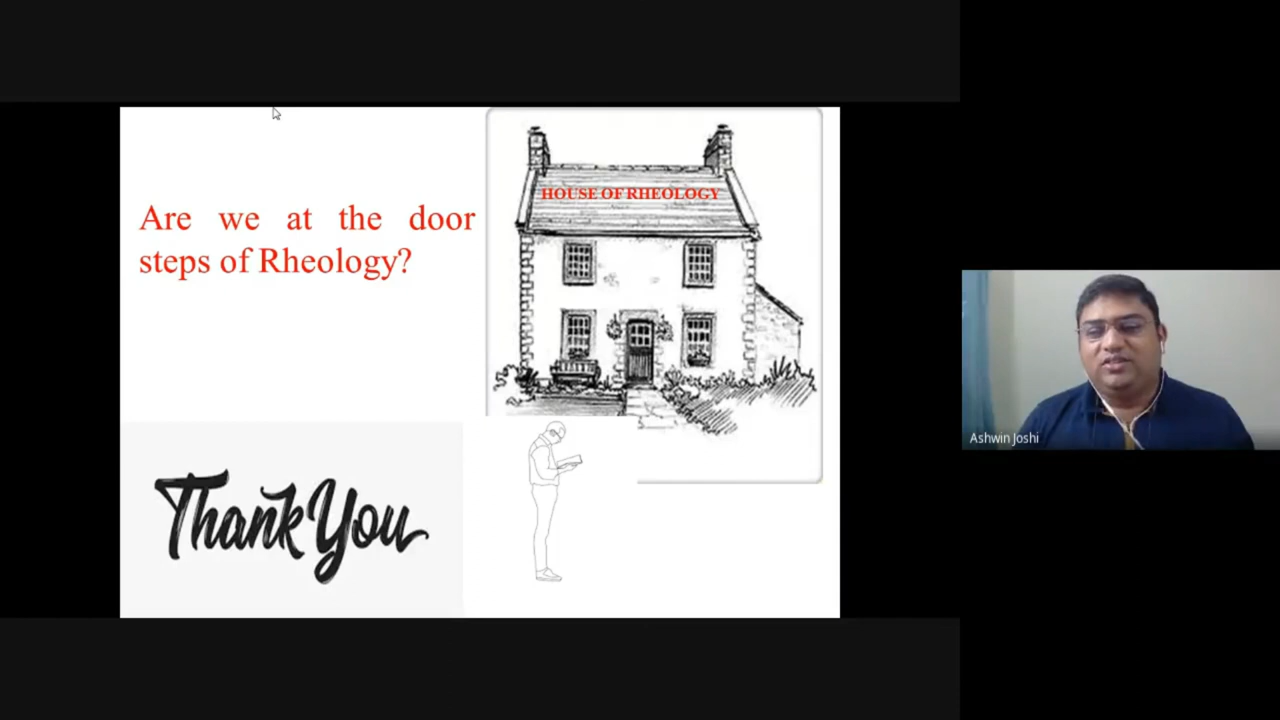 HOUSE OF RHEOLOGY
Are we at the door
steps of Rheology?
Thank You
Ashwin Joshi